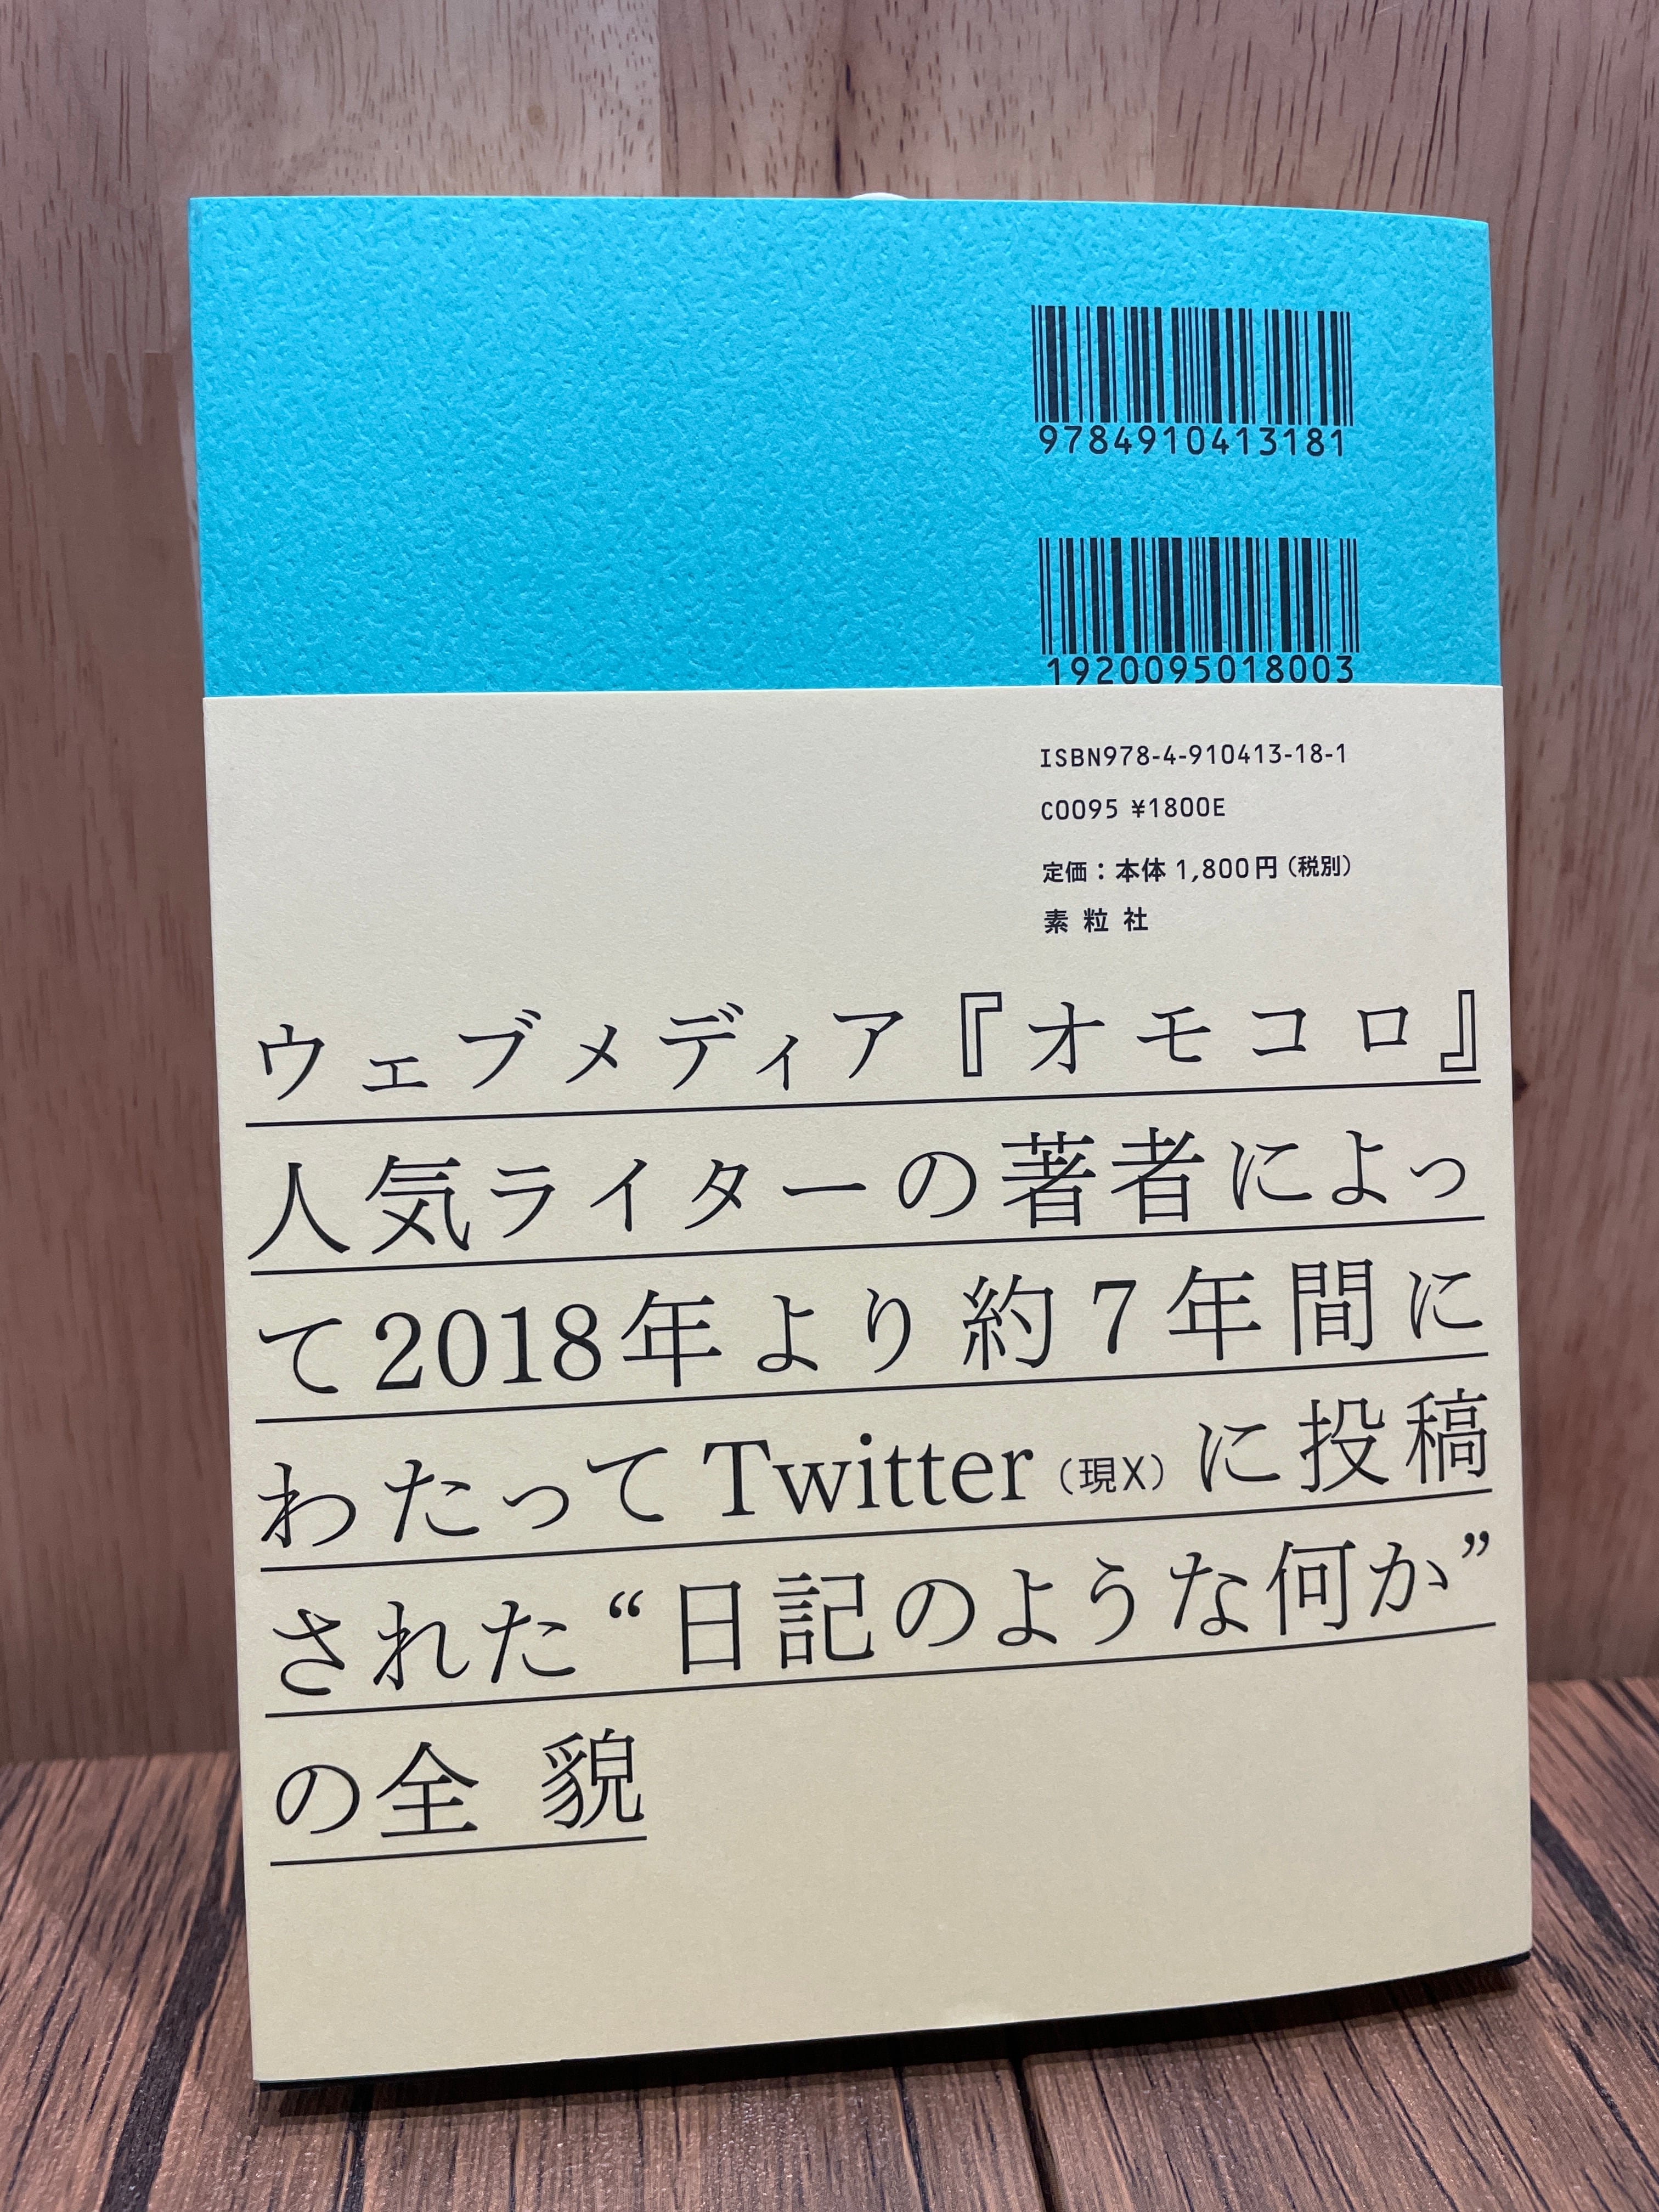 9784910413181
1920095018003
ISBN978-4-910413-18-1
C0095 ¥1800E
定価：本体 1,800円（税別）
素粒社
ウェブメディア『オモコロ』
人気ライターの著者によっ
て2018年より約7年間に
わたってTwitter（現X）に投稿
された“日記のような何か”
の全貌